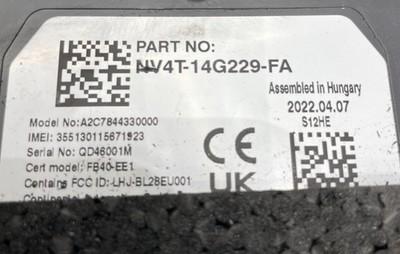 PART NO:
NV4T-14G229-FA
Assembled in Hungary
2022.04.07
S12HE
Model No:A2C7844330000
IMEI: 355130115671923
Serial No: QD46001M
Cert model: FB40-EE1
Contains FCC ID:-LHJ-BL28EU001
CE
UK
Continental